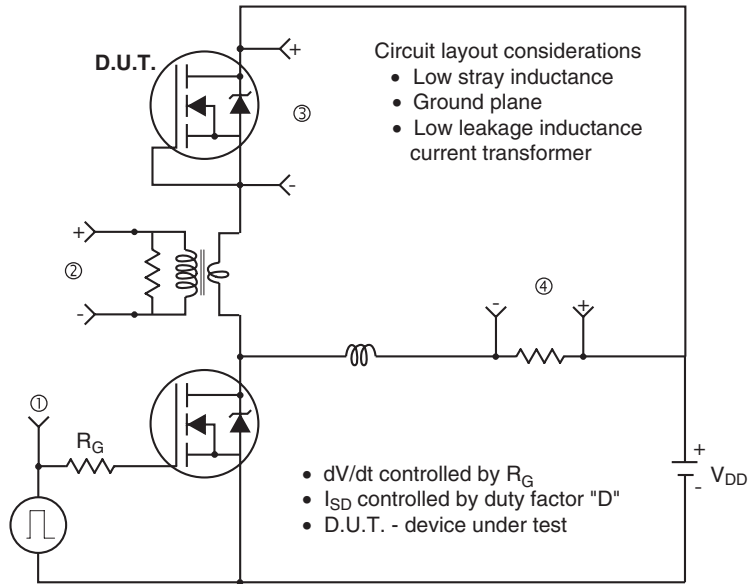 D.U.T.
+
③
-
Circuit layout considerations
• Low stray inductance
• Ground plane
• Low leakage inductance
current transformer
+
②
-
④
-
+
①
R_G
+
V_DD
-
• dV/dt controlled by R_G
• I_SD controlled by duty factor "D"
• D.U.T. - device under test